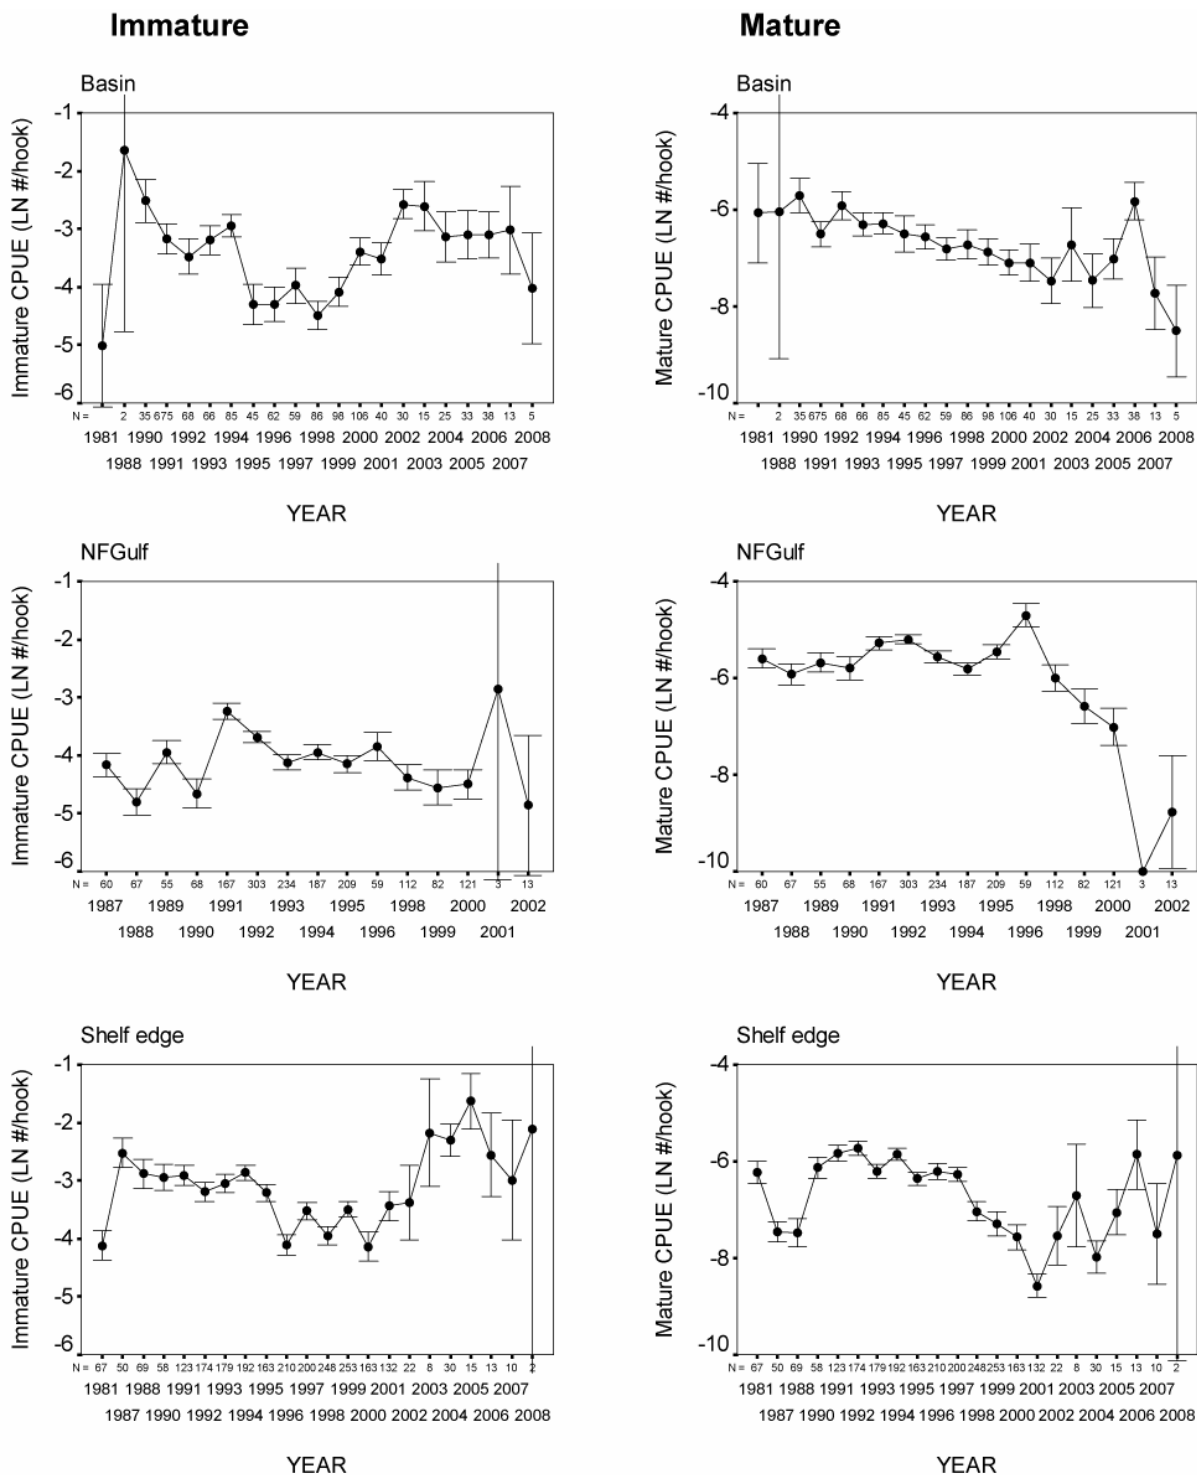 Immature
Mature
Basin
Immature CPUE (LN #/hook)
-1
-2
-3
-4
-5
-6
N = 2 35 675 68 66 85 45 62 59 86 98 106 40 30 15 25 33 38 13 5
1981 1990 1992 1994 1996 1998 2000 2002 2004 2006 2008
1988 1991 1993 1995 1997 1999 2001 2003 2005 2007
YEAR
Basin
Mature CPUE (LN #/hook)
-4
-6
-8
-10
N = 2 35 675 68 66 85 45 62 59 86 98 106 40 30 15 25 33 38 13 5
1981 1990 1992 1994 1996 1998 2000 2002 2004 2006 2008
1988 1991 1993 1995 1997 1999 2001 2003 2005 2007
YEAR
NFGulf
Immature CPUE (LN #/hook)
-1
-2
-3
-4
-5
-6
N = 60 67 55 68 167 303 234 187 209 59 112 82 121 3 13
1987 1989 1991 1993 1995 1998 2000 2002
1988 1990 1992 1994 1996 1999 2001
YEAR
NFGulf
Mature CPUE (LN #/hook)
-4
-6
-8
-10
N = 60 67 55 68 167 303 234 187 209 59 112 82 121 3 13
1987 1989 1991 1993 1995 1998 2000 2002
1988 1990 1992 1994 1996 1999 2001
YEAR
Shelf edge
Immature CPUE (LN #/hook)
-1
-2
-3
-4
-5
-6
N = 67 50 69 58 123 174 179 192 163 210 200 248 253 163 132 22 8 30 15 13 10 2
1981 1988 1991 1993 1995 1997 1999 2001 2003 2005 2007
1987 1990 1992 1994 1996 1998 2000 2002 2004 2006 2008
YEAR
Shelf edge
Mature CPUE (LN #/hook)
-4
-6
-8
-10
N = 67 50 69 58 123 174 179 192 163 210 200 248 253 163 132 22 8 30 15 13 10 2
1981 1988 1991 1993 1995 1997 1999 2001 2003 2005 2007
1987 1990 1992 1994 1996 1998 2000 2002 2004 2006 2008
YEAR